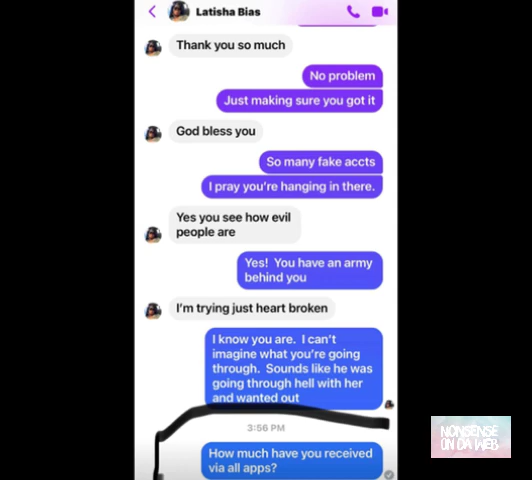 Latisha Bias
Thank you so much
No problem
Just making sure you got it
God bless you
So many fake accts
I pray you're hanging in there.
Yes you see how evil
people are
Yes! You have an army
behind you
I'm trying just heart broken
I know you are. I can't
imagine what you're going
through. Sounds like he was
going through hell with her
and wanted out
3:56 PM
How much have you received
via all apps?
NONSENSE
ON DA WEB